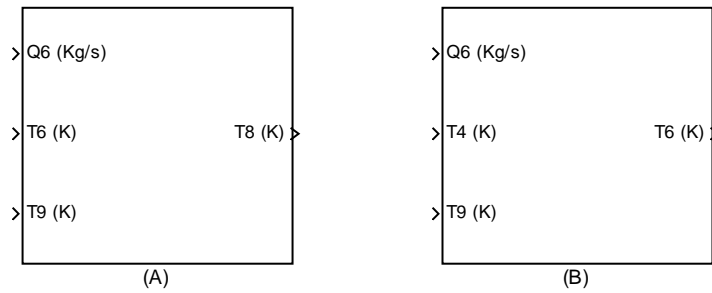 Q6 (Kg/s)
T6 (K)
T8 (K)
T9 (K)
(A)
Q6 (Kg/s)
T4 (K)
T6 (K)
T9 (K)
(B)